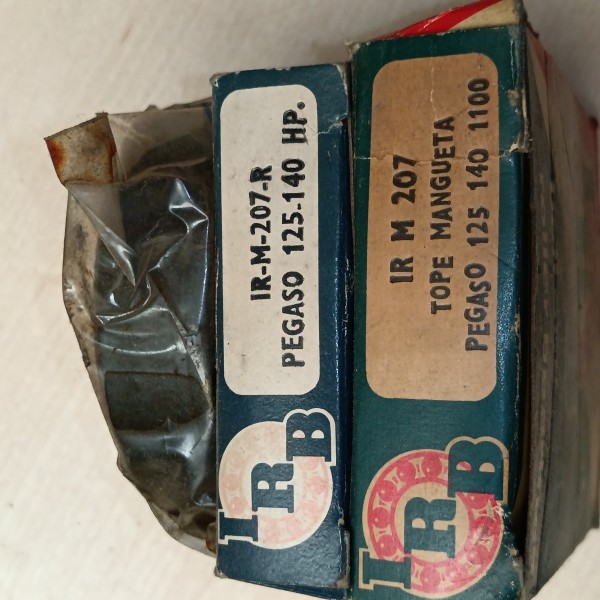 IR-M-207-R
PEGASO 125-140 HP.
IRB
IR M 207
TOPE MANGUETA
PEGASO 125 140 1100
IRB